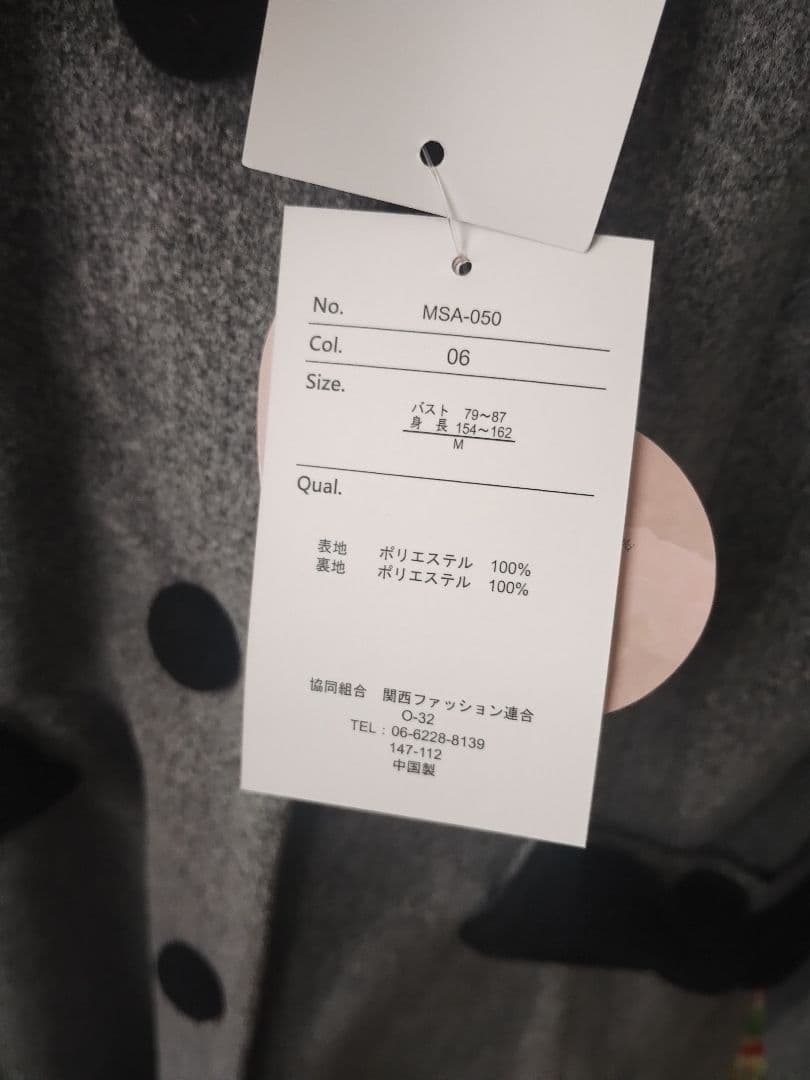 No. MSA-050
Col. 06
Size.
バスト 79～87
身 長 154～162
M
Qual.
表地 ポリエステル 100%
裏地 ポリエステル 100%
協同組合 関西ファッション連合
O-32
TEL：06-6228-8139
147-112
中国製